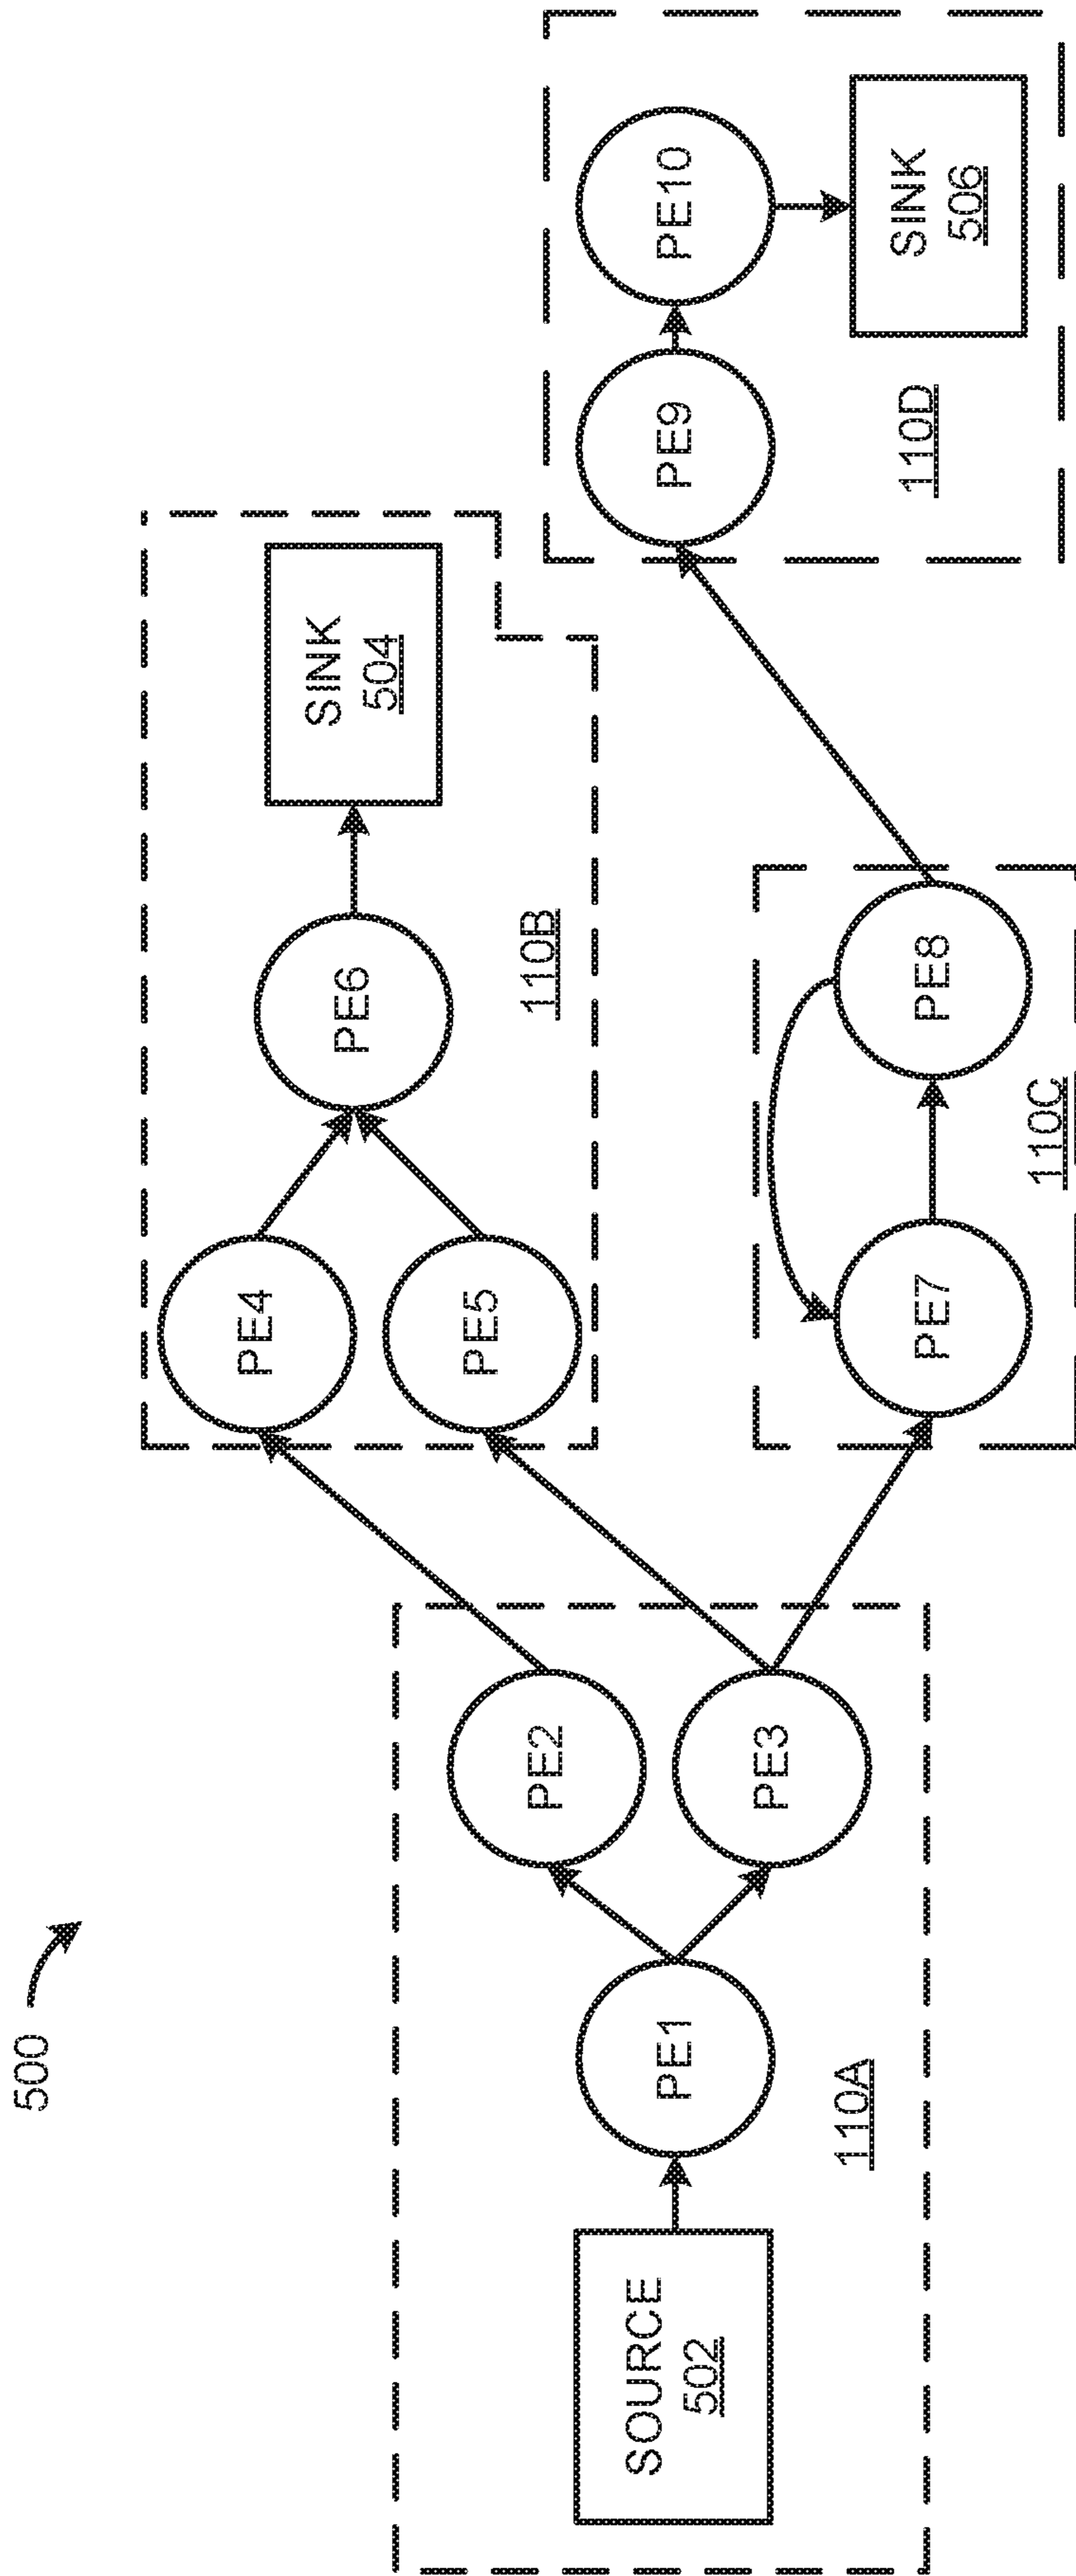 500
SOURCE
502
PE1
110A
PE2
PE3
PE4
PE5
PE6
SINK
504
110B
PE7
PE8
110C
PE9
PE10
SINK
506
110D